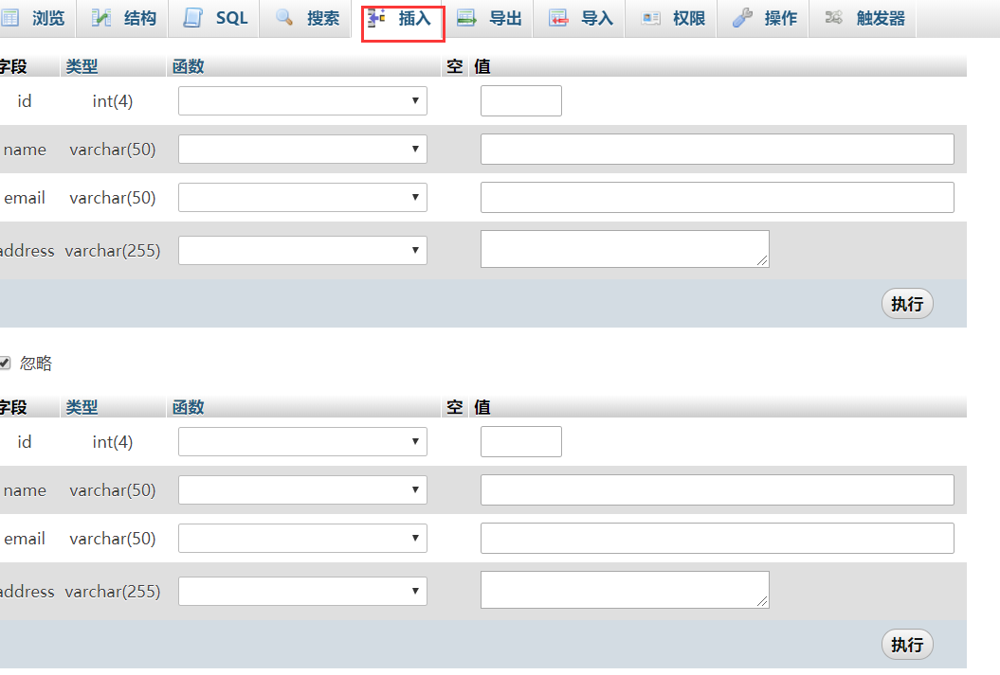 浏览 结构 SQL 搜索 插入 导出 导入 权限 操作 触发器
字段 类型 函数 空 值
id int(4)
name varchar(50)
email varchar(50)
address varchar(255)
执行
忽略
字段 类型 函数 空 值
id int(4)
name varchar(50)
email varchar(50)
address varchar(255)
执行